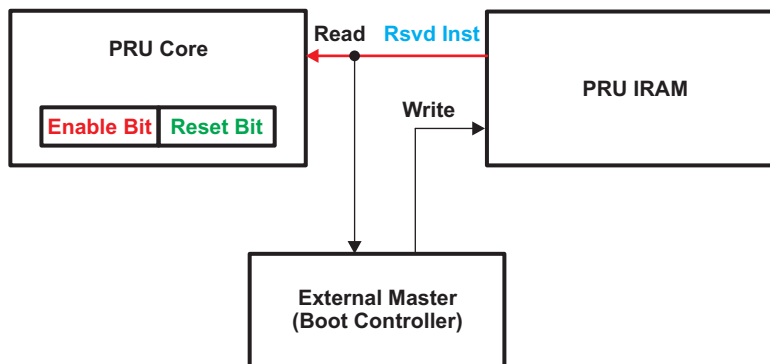 PRU Core
Read
Rsvd Inst
PRU IRAM
Enable Bit
Reset Bit
Write
External Master
(Boot Controller)